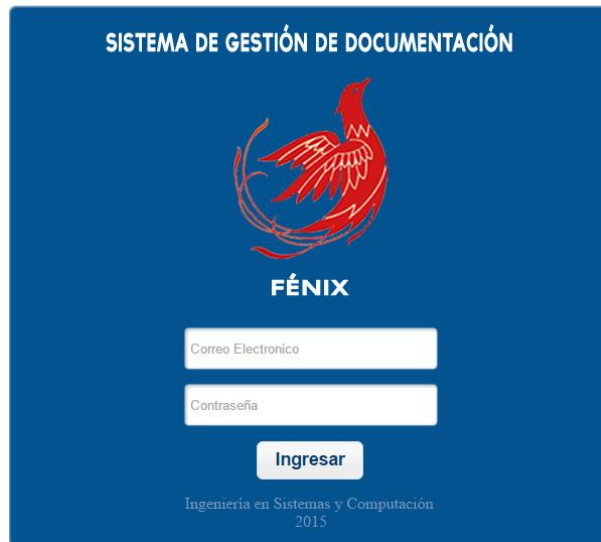 SISTEMA DE GESTIÓN DE DOCUMENTACIÓN
FÉNIX
Correo Electronico
Contraseña
Ingresar
Ingeniería en Sistemas y Computación
2015